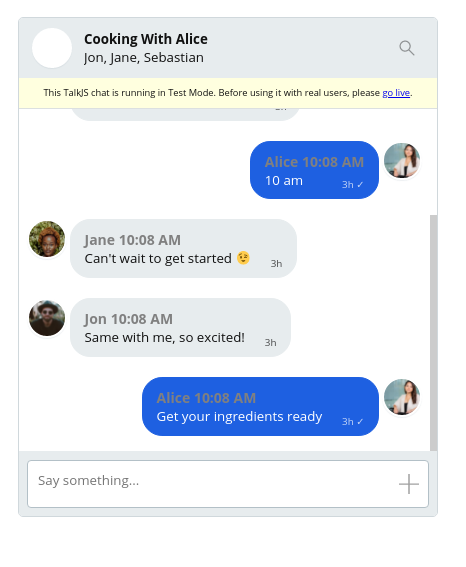 Cooking With Alice
Jon, Jane, Sebastian
This TalkJS chat is running in Test Mode. Before using it with real users, please go live.
3h
Alice 10:08 AM
10 am
3h ✓
Jane 10:08 AM
Can't wait to get started 😉
3h
Jon 10:08 AM
Same with me, so excited!
3h
Alice 10:08 AM
Get your ingredients ready
3h ✓
Say something...